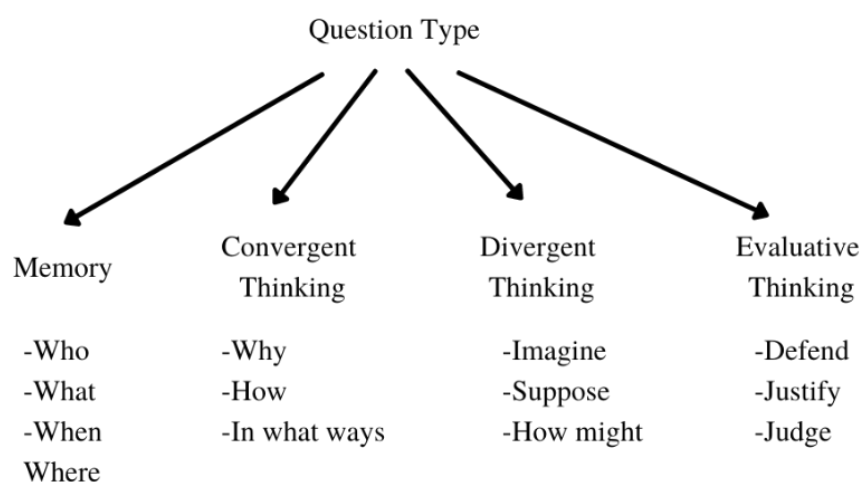 Question Type
Memory
Convergent
Thinking
Divergent
Thinking
Evaluative
Thinking
-Who
-What
-When
Where
-Why
-How
-In what ways
-Imagine
-Suppose
-How might
-Defend
-Justify
-Judge